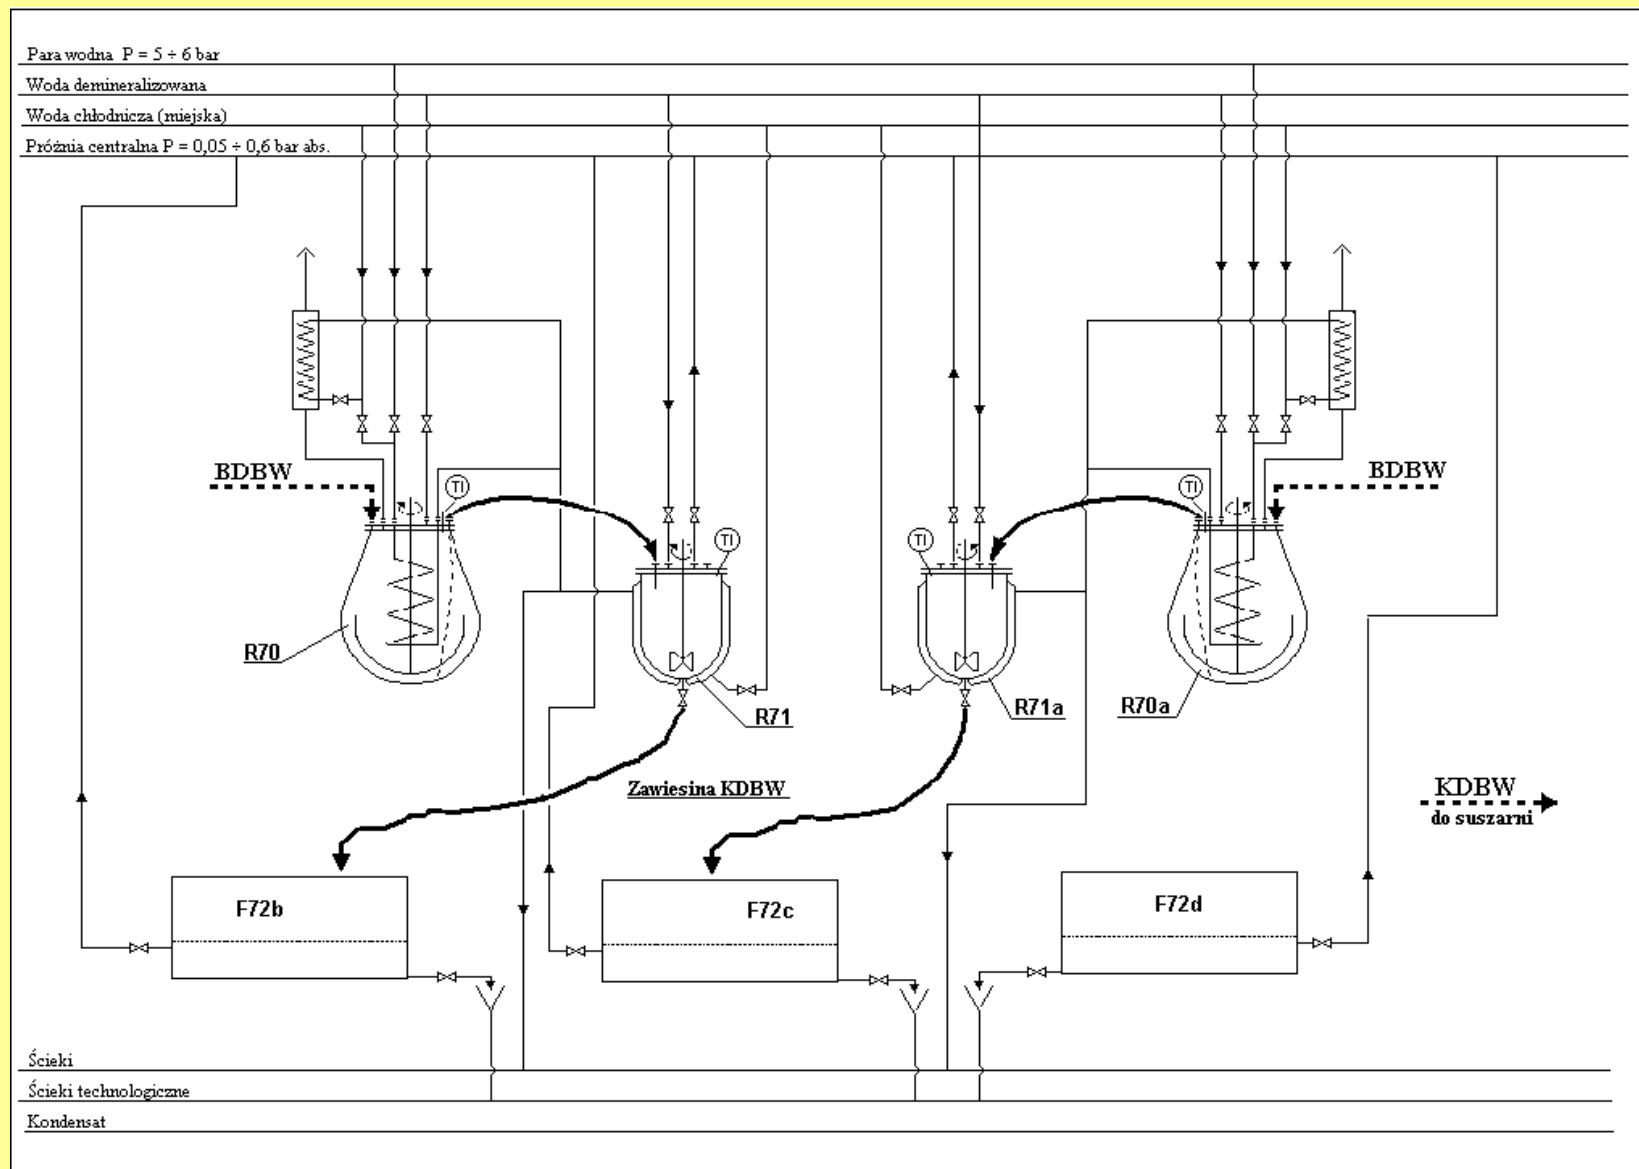 Para wodna P = 5 ÷ 6 bar
Woda demineralizowana
Woda chłodnicza (miejska)
Próżnia centralna P = 0,05 ÷ 0,6 bar abs.
BDBW
BDBW
TI
TI
TI
TI
R70
R71
R71a
R70a
Zawiesina KDBW
KDBW
do suszarni
F72b
F72c
F72d
Ścieki
Ścieki technologiczne
Kondensat